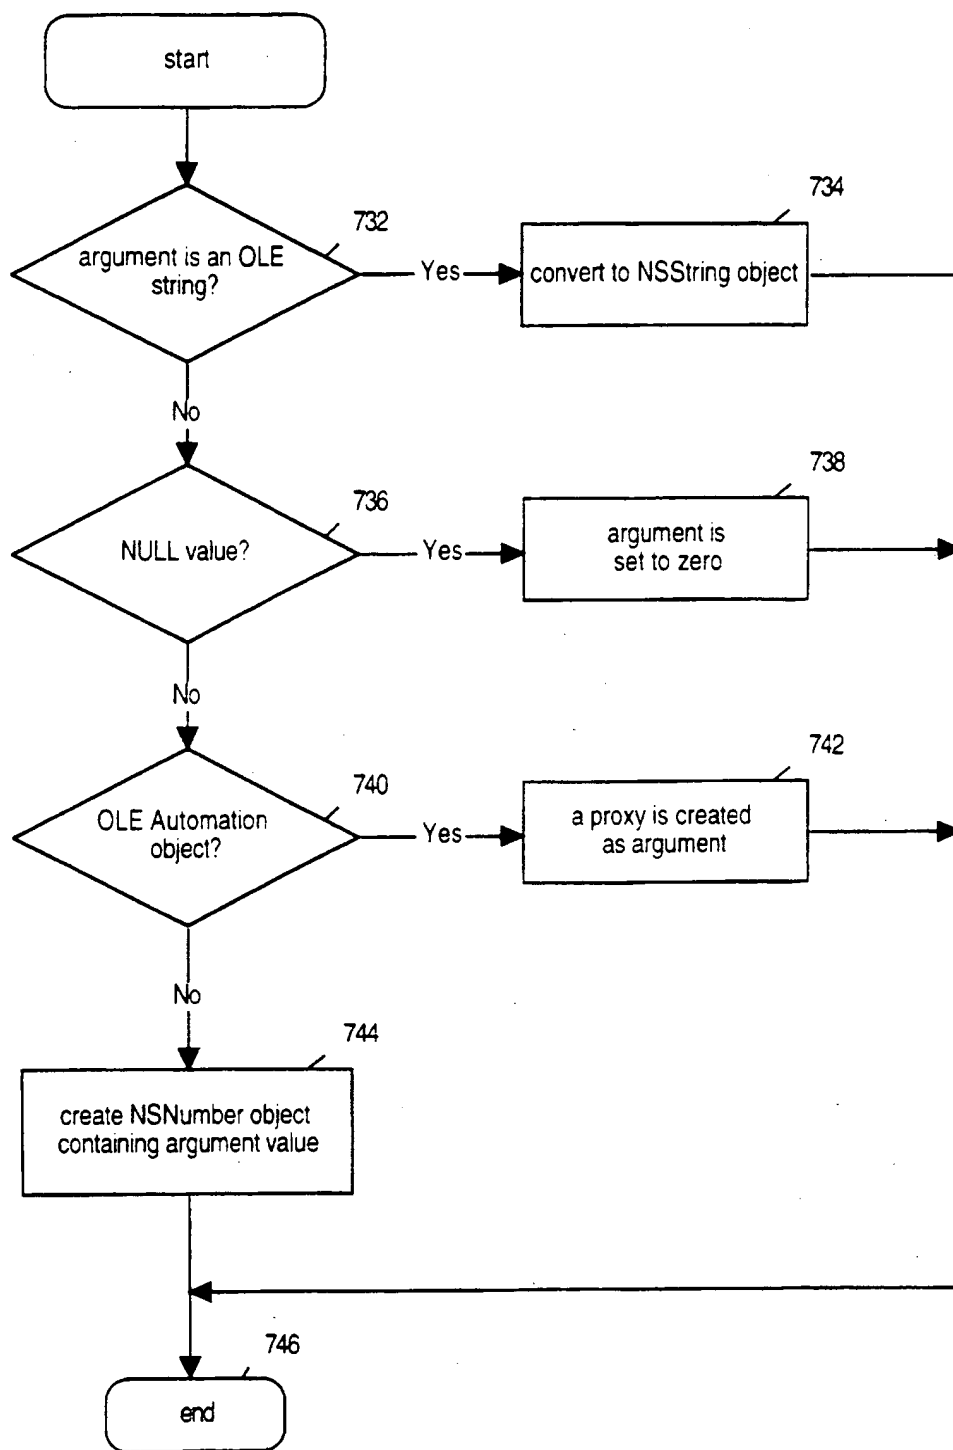 start
732
argument is an OLE
string?
Yes
734
convert to NSString object
No
736
NULL value?
Yes
738
argument is
set to zero
No
740
OLE Automation
object?
Yes
742
a proxy is created
as argument
No
744
create NSNumber object
containing argument value
746
end